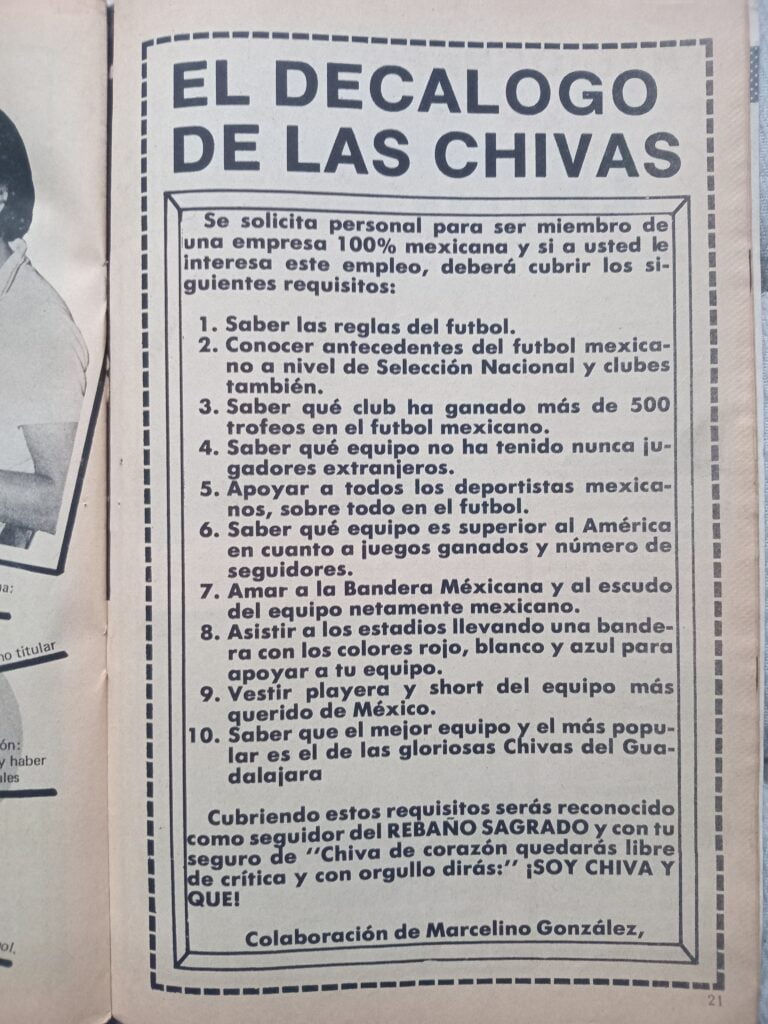 EL DECALOGO
DE LAS CHIVAS
Se solicita personal para ser miembro de
una empresa 100% mexicana y si a usted le
interesa este empleo, deberá cubrir los si-
guientes requisitos:
1. Saber las reglas del futbol.
2. Conocer antecedentes del futbol mexica-
no a nivel de Selección Nacional y clubes
también.
3. Saber qué club ha ganado más de 500
trofeos en el futbol mexicano.
4. Saber qué equipo no ha tenido nunca ju-
gadores extranjeros.
5. Apoyar a todos los deportistas mexica-
nos, sobre todo en el futbol.
6. Saber qué equipo es superior al América
en cuanto a juegos ganados y número de
seguidores.
7. Amar a la Bandera Méxicana y al escudo
del equipo netamente mexicano.
8. Asistir a los estadios llevando una bande-
ra con los colores rojo, blanco y azul para
apoyar a tu equipo.
9. Vestir playera y short del equipo más
querido de México.
10. Saber que el mejor equipo y el más popu-
lar es el de las gloriosas Chivas del Gua-
dalajara
Cubriendo estos requisitos serás reconocido
como seguidor del REBAÑO SAGRADO y con tu
seguro de "Chiva de corazón quedarás libre
de crítica y con orgullo dirás:" ¡SOY CHIVA Y
QUE!
Colaboración de Marcelino González,
21
no titular
ón:
y haber
ales